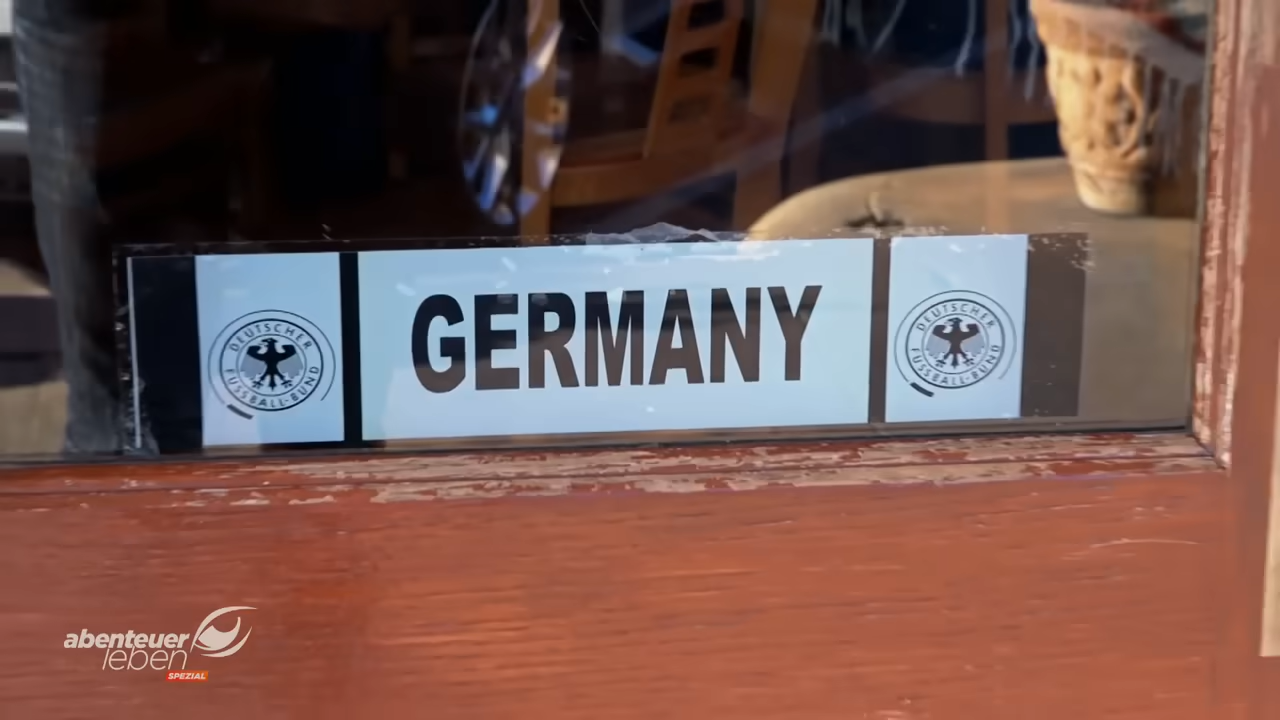 DEUTSCHER
FUSSBALL-BUND
GERMANY
DEUTSCHER
FUSSBALL-BUND
abenteuer
leben
SPEZIAL